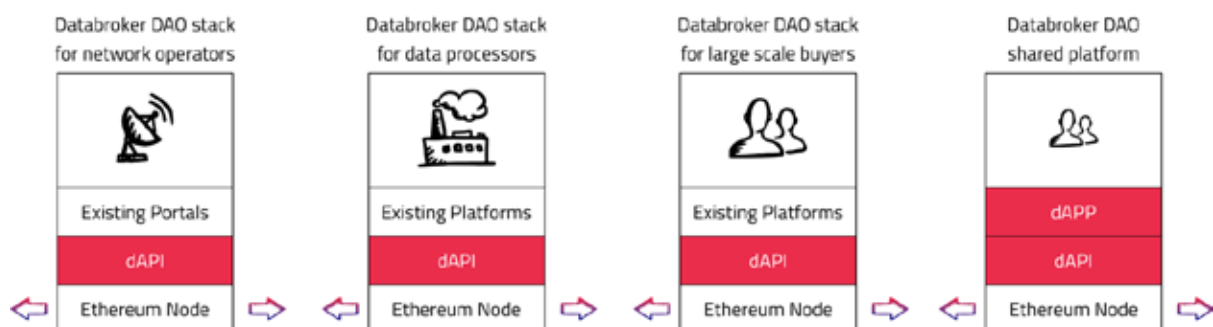 Databroker DAO stack
for network operators
Existing Portals
dAPI
Ethereum Node
Databroker DAO stack
for data processors
Existing Platforms
dAPI
Ethereum Node
Databroker DAO stack
for large scale buyers
Existing Platforms
dAPI
Ethereum Node
Databroker DAO
shared platform
dAPP
dAPI
Ethereum Node